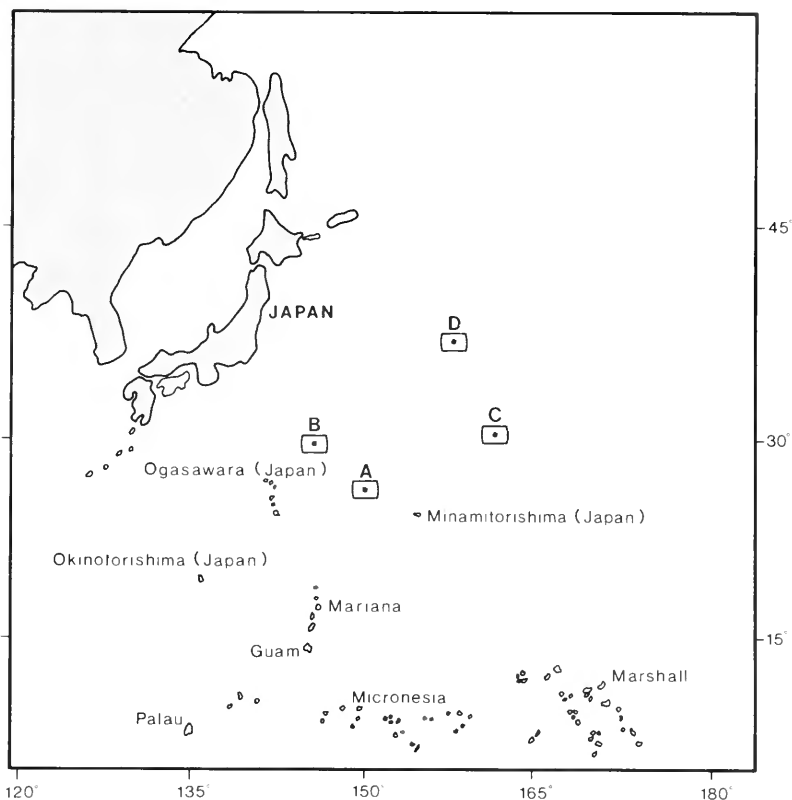 45°
JAPAN
D
C
B
30°
Ogasawara (Japan)
A
Minamitorishima (Japan)
Okinotorishima (Japan)
Mariana
15°
Guam
Marshall
Micronesia
Palau
120° 135° 150° 165° 180°